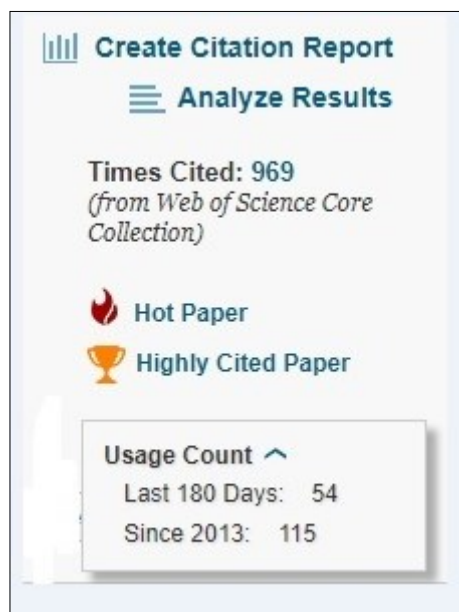 Create Citation Report
Analyze Results
Times Cited: 969
(from Web of Science Core
Collection)
Hot Paper
Highly Cited Paper
Usage Count
Last 180 Days: 54
Since 2013: 115